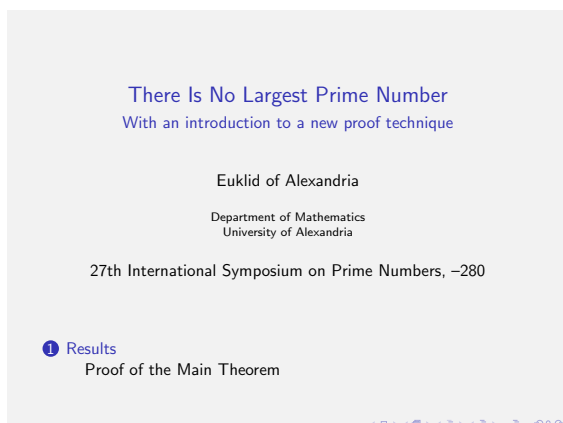 There Is No Largest Prime Number
With an introduction to a new proof technique
Euklid of Alexandria
Department of Mathematics
University of Alexandria
27th International Symposium on Prime Numbers, –280
1 Results
Proof of the Main Theorem